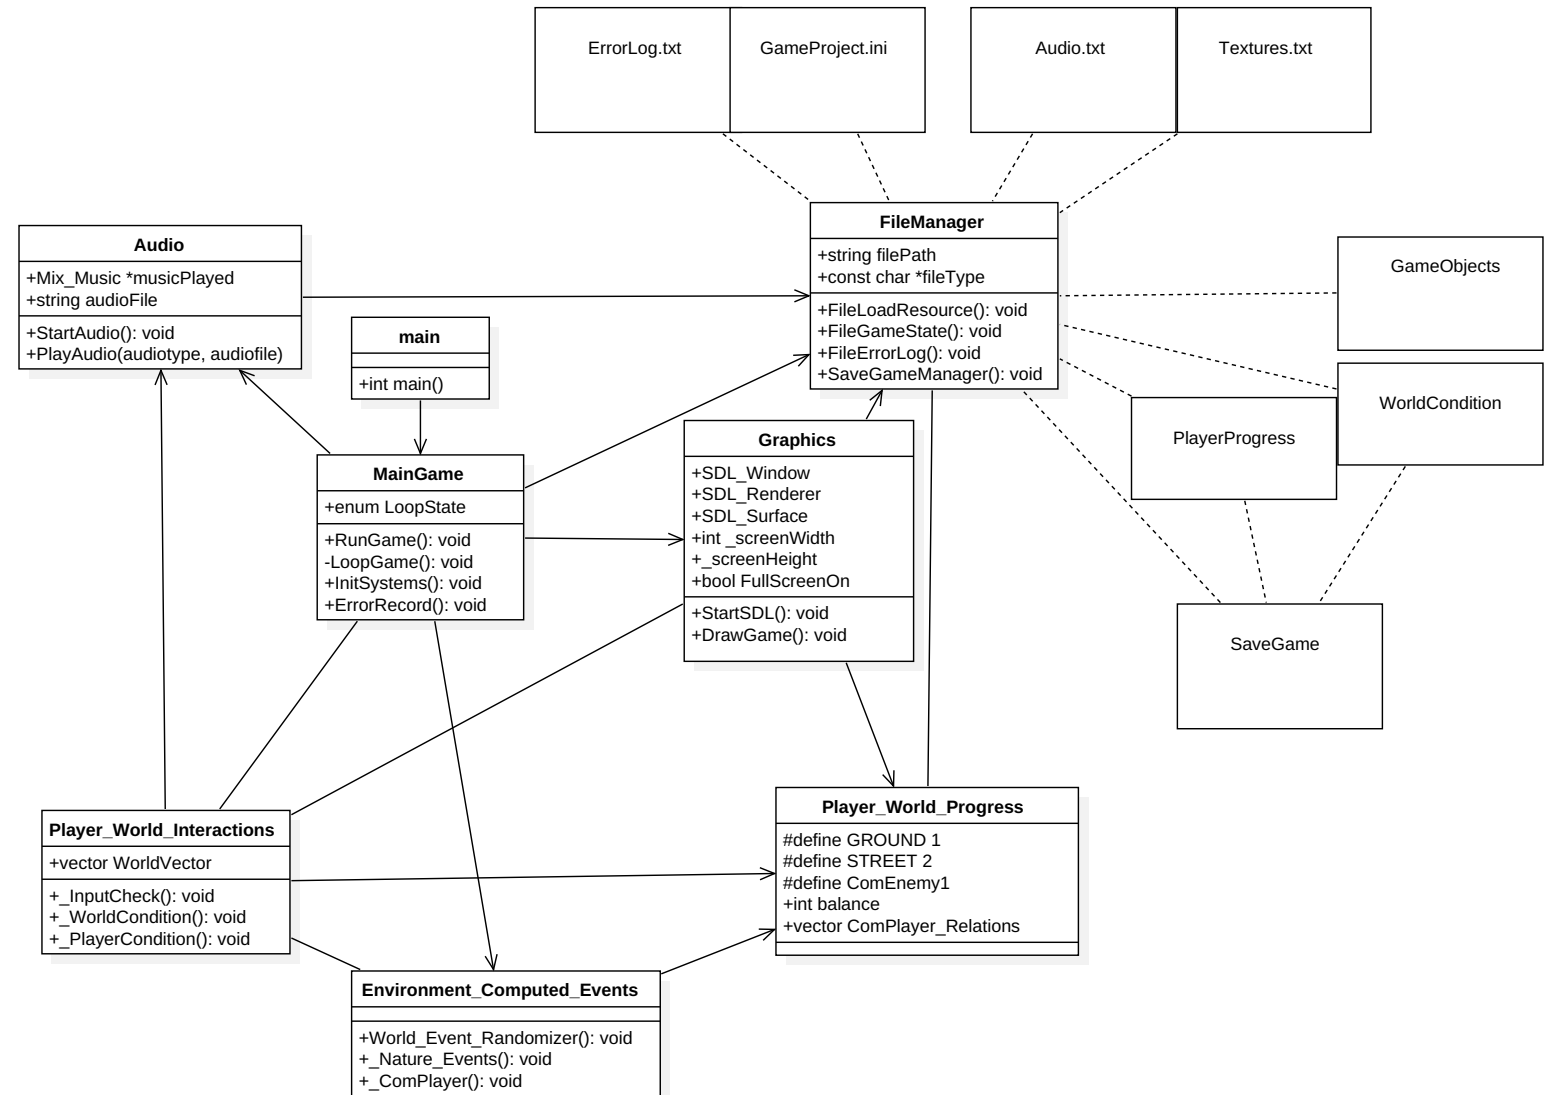 ErrorLog.txt
GameProject.ini
Audio.txt
Textures.txt
FileManager
+string filePath
+const char *fileType
+FileLoadResource(): void
+FileGameState(): void
+FileErrorLog(): void
+SaveGameManager(): void
Audio
+Mix_Music *musicPlayed
+string audioFile
+StartAudio(): void
+PlayAudio(audiotype, audiofile)
GameObjects
main
+int main()
WorldCondition
PlayerProgress
Graphics
+SDL_Window
+SDL_Renderer
+SDL_Surface
+int _screenWidth
+_screenHeight
+bool FullScreenOn
+StartSDL(): void
+DrawGame(): void
MainGame
+enum LoopState
+RunGame(): void
-LoopGame(): void
+InitSystems(): void
+ErrorRecord(): void
SaveGame
Player_World_Interactions
+vector WorldVector
+_InputCheck(): void
+_WorldCondition(): void
+_PlayerCondition(): void
Player_World_Progress
#define GROUND 1
#define STREET 2
#define ComEnemy1
+int balance
+vector ComPlayer_Relations
Environment_Computed_Events
+World_Event_Randomizer(): void
+_Nature_Events(): void
+_ComPlayer(): void